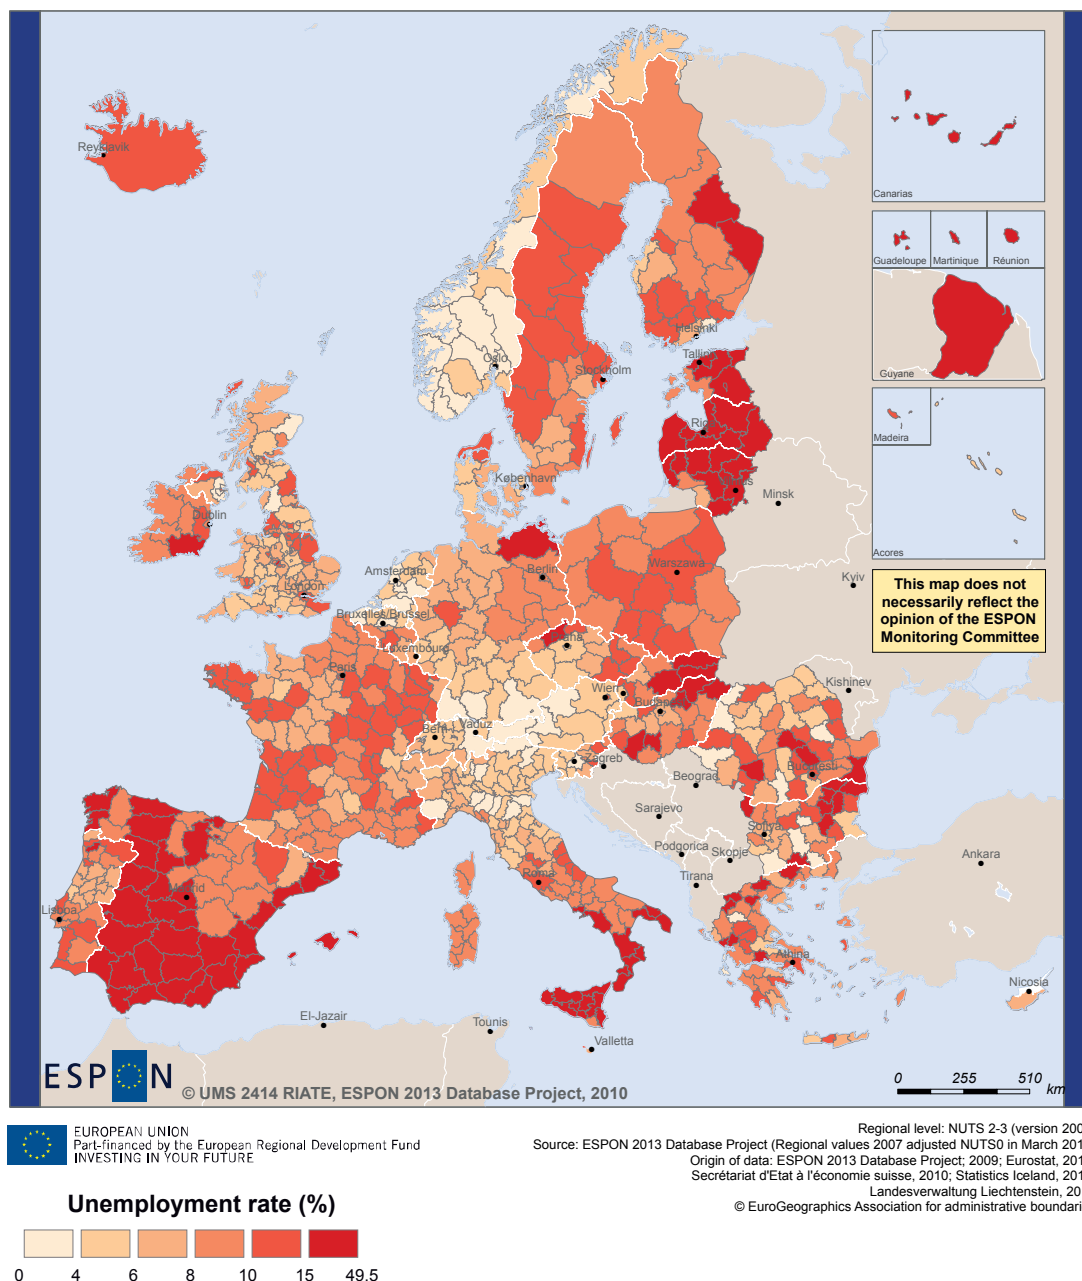 Reykjavik
Canarias
Guadeloupe
Martinique
Réunion
Guyane
Madeira
Acores
This map does not
necessarily reflect the
opinion of the ESPON
Monitoring Committee
Oslo
Helsinki
Stockholm
København
Minsk
Dublin
London
Amsterdam
Berlin
Warszawa
Kyiv
Bruxelles/Brussel
Luxembourg
Praha
Paris
Wien
Kishinev
Bern
Vaduz
Zagreb
Beograd
Bucuresti
Sarajevo
Sofiya
Podgorica
Skopje
Ankara
Tirana
Roma
Madrid
Lisboa
Athina
Nicosia
El-Jazair
Tounis
Valletta
ESPON
© UMS 2414 RIATE, ESPON 2013 Database Project, 2010
0 255 510
km
EUROPEAN UNION
Part-financed by the European Regional Development Fund
INVESTING IN YOUR FUTURE
Regional level: NUTS 2-3 (version 200
Source: ESPON 2013 Database Project (Regional values 2007 adjusted NUTS0 in March 201
Origin of data: ESPON 2013 Database Project; 2009; Eurostat, 201
Secrétariat d'Etat à l'économie suisse, 2010; Statistics Iceland, 201
Landesverwaltung Liechtenstein, 20
© EuroGeographics Association for administrative boundari
Unemployment rate (%)
0 4 6 8 10 15 49.5